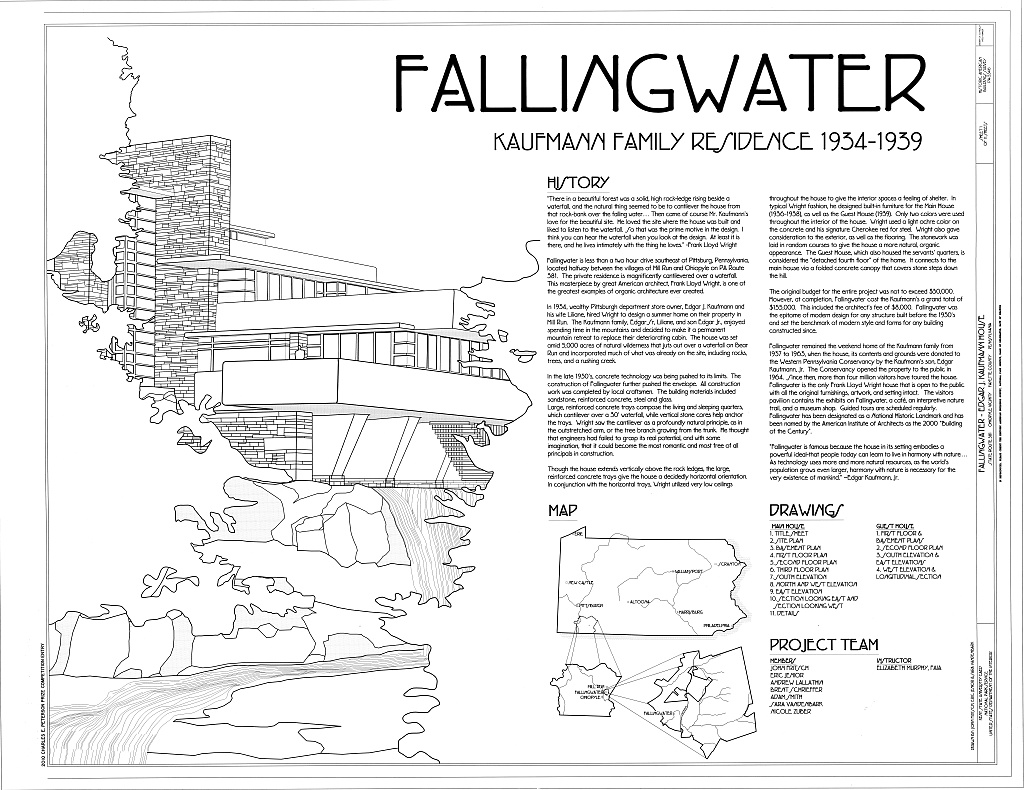 FALLINGWATER
KAUFMANN FAMILY RESIDENCE 1934-1939
HISTORY
"There in a beautiful forest was a solid, high rock-ledge rising beside a
waterfall, and the natural thing seemed to be to cantilever the house from
that rock-bank over the falling water... Then came of course Mr. Kaufmann's
love for the beautiful site. He loved the site where the house was built and
liked to listen to the waterfall. So that was the prime motive in the design. I
think you can hear the waterfall when you look at the design. At least it is
there, and he lives intimately with the thing he loves." -Frank Lloyd Wright
Fallingwater is less than a two hour drive southeast of Pittsburg, Pennsylvania,
located halfway between the villages of Mill Run and Ohiopyle on PA Route
381. The private residence is magnificently cantilevered over a waterfall.
This masterpiece by great American architect, Frank Lloyd Wright, is one of
the greatest examples of organic architecture ever created.
In 1934, wealthy Pittsburgh department store owner, Edgar J. Kaufmann and
his wife Liliane, hired Wright to design a summer home on their property in
Mill Run. The Kaufmann family, Edgar, Sr, Liliane, and son Edgar Jr., enjoyed
spending time in the mountains and decided to make it a permanent
mountain retreat to replace their deteriorating cabin. The house was set
amid 5,000 acres of natural wilderness that juts out over a waterfall on Bear
Run and incorporated much of what was already on the site, including rocks,
trees, and a rushing creek.
In the late 1930's, concrete technology was being pushed to its limits. The
construction of Fallingwater further pushed the envelope. All construction
work was completed by local craftsmen. The building materials included
sandstone, reinforced concrete, steel and glass.
Large, reinforced concrete trays compose the living and sleeping quarters,
which cantilever over a 30' waterfall, while vertical stone cores help anchor
the trays. Wright saw the cantilever as a profoundly natural principle, as in
the outstretched arm, or the tree branch growing from the trunk. He thought
that engineers had failed to grasp its real potential, and with some
imagination, that it could become the most romantic and most free of all
principals in construction.
Though the house extends vertically above the rock ledges, the large,
reinforced concrete trays give the house a decidedly horizontal orientation.
In conjunction with the horizontal trays, Wright utilized very low ceilings
throughout the house to give the interior spaces a feeling of shelter. In
typical Wright fashion, he designed built-in furniture for the Main House
(1936-1938), as well as the Guest House (1939). Only two colors were used
throughout the interior of the house. Wright used a light ochre color on
the concrete and his signature Cherokee red for steel. Wright also gave
consideration to the exterior, as well as the flooring. The stonework was
laid in random courses to give the house a more natural, organic
appearance. The Guest House, which also housed the servants' quarters, is
considered the "detached fourth floor" of the home. It connects to the
main house via a folded concrete canopy that covers stone steps down
the hill.
The original budget for the entire project was not to exceed $50,000.
However, at completion, Fallingwater cost the Kaufmann's a grand total of
$155,000. This included the architect's fee of $8,000. Fallingwater was
the epitome of modern design for any structure built before the 1950's
and set the benchmark of modern style and forms for any building
constructed since.
Fallingwater remained the weekend home of the Kaufmann family from
1937 to 1963, when the house, its contents and grounds were donated to
the Western Pennsylvania Conservancy by the Kaufmann's son, Edgar
Kaufmann, Jr. The Conservancy opened the property to the public in
1964. Since then, more than four million visitors have toured the house.
Fallingwater is the only Frank Lloyd Wright house that is open to the public
with all the original furnishings, artwork, and setting intact. The visitors
pavilion contains the exhibits on Fallingwater, a café, an interpretive nature
trail, and a museum shop. Guided tours are scheduled regularly.
Fallingwater has been designated as a National Historic Landmark and has
been named by the American Institute of Architects as the 2000 "Building
of the Century".
"Fallingwater is famous because the house in its setting embodies a
powerful ideal-that people today can learn to live in harmony with nature...
As technology uses more and more natural resources, as the world's
population grows even larger, harmony with nature is necessary for the
very existence of mankind." -Edgar Kaufmann, Jr.
MAP
ERIE
SCRANTON
WILLIAMSPORT
NEW CASTLE
ALTOONA
PITTSBURGH
HARRISBURG
PHILADELPHIA
MILL RUN
FALLINGWATER
OHIOPYLE
FALLINGWATER
DRAWINGS
MAIN HOUSE
1. TITLE SHEET
2. SITE PLAN
3. BASEMENT PLAN
4. FIRST FLOOR PLAN
5. SECOND FLOOR PLAN
6. THIRD FLOOR PLAN
7. SOUTH ELEVATION
8. NORTH AND WEST ELEVATION
9. EAST ELEVATION
10. SECTION LOOKING EAST AND
SECTION LOOKING WEST
11. DETAILS
GUEST HOUSE
1. FIRST FLOOR &
BASEMENT PLANS
2. SECOND FLOOR PLAN
3. SOUTH ELEVATION &
EAST ELEVATIONS
4. WEST ELEVATION &
LONGITUDINAL SECTION
PROJECT TEAM
MEMBERS
JOHN FRITSCH
ERIC JENIOR
ANDREW LALLATHIN
BRENT SCHRIEFFER
ADAM SMITH
SARA VANDENBARK
NICOLE ZUBER
INSTRUCTOR
ELIZABETH MURPHY, FAIA
2010 CHARLES E. PETERSON PRIZE COMPETITION ENTRY
FALLINGWATER - EDGAR J. KAUFMANN HOUSE